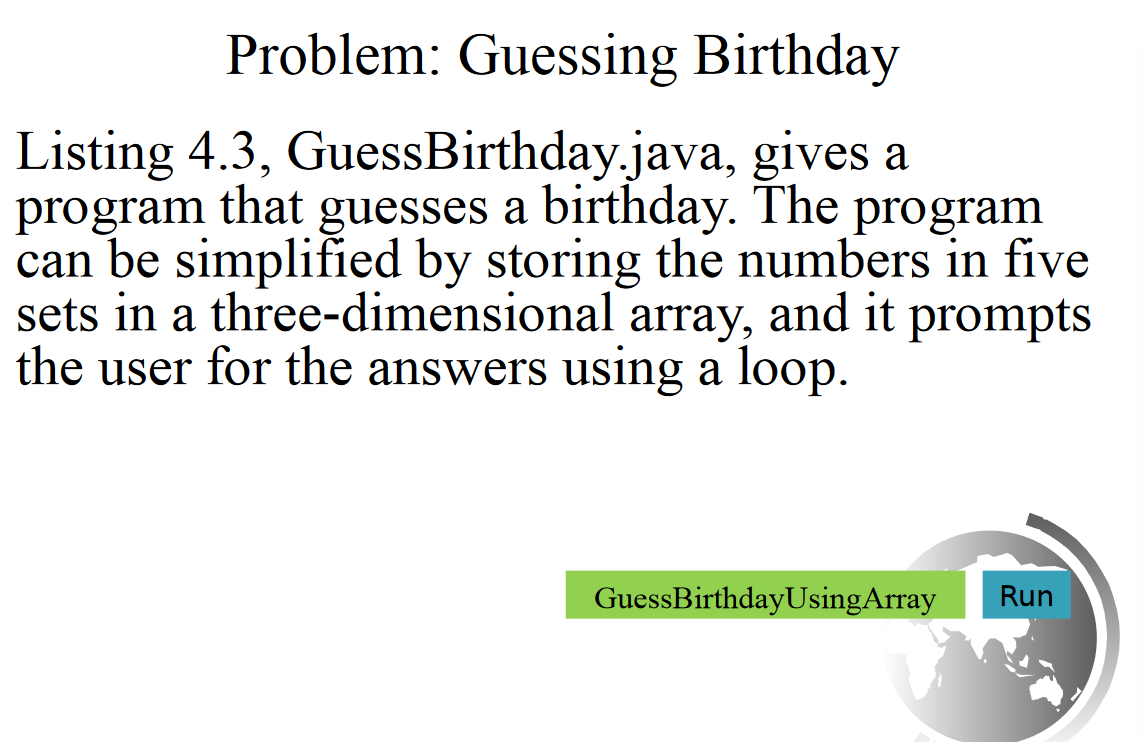 Problem: Guessing Birthday
Listing 4.3, GuessBirthday.java, gives a
program that guesses a birthday. The program
can be simplified by storing the numbers in five
sets in a three-dimensional array, and it prompts
the user for the answers using a loop.
GuessBirthdayUsingArray
Run